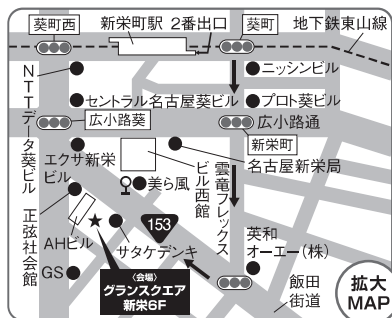 葵町西
新栄町駅 2番出口
葵町
地下鉄東山線
NTTデータ葵ビル
ニッシンビル
セントラル名古屋葵ビル
プロト葵ビル
広小路葵
広小路通
新栄町
エクサ新栄
ビル
ビル西館
雲竜フレックス
名古屋新栄局
美ら風
正弦社会館
153
AHビル
サタケデンキ
英和
オーエー(株)
GS
〈会場〉
グランスクエア
新栄6F
飯田
街道
拡大
MAP